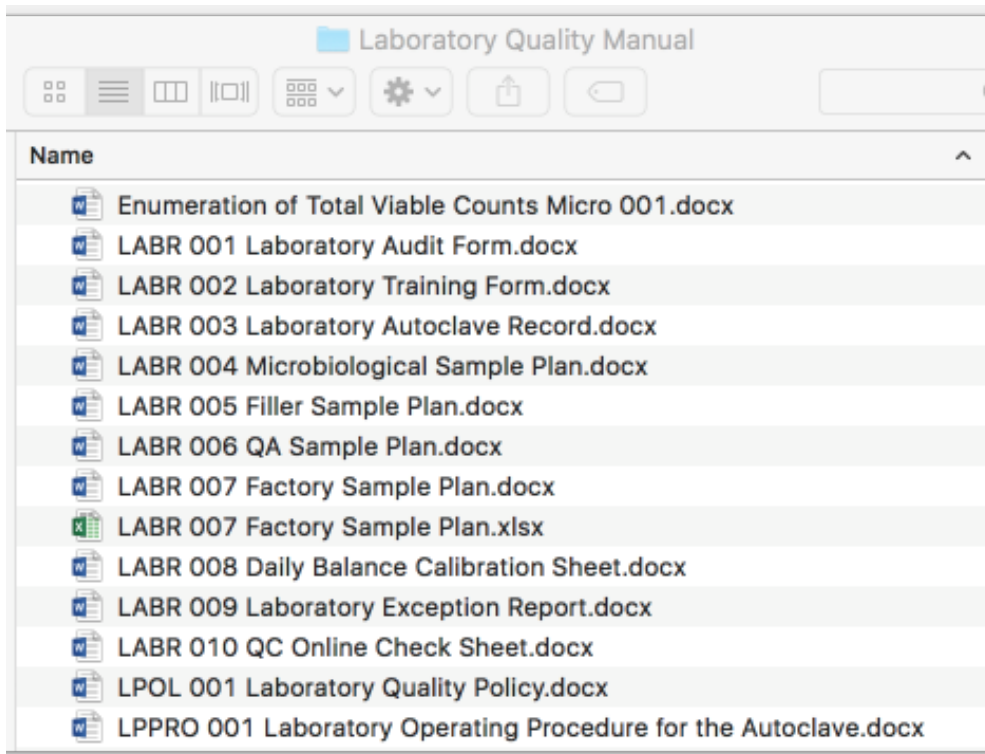 Laboratory Quality Manual
Name
Enumeration of Total Viable Counts Micro 001.docx
LABR 001 Laboratory Audit Form.docx
LABR 002 Laboratory Training Form.docx
LABR 003 Laboratory Autoclave Record.docx
LABR 004 Microbiological Sample Plan.docx
LABR 005 Filler Sample Plan.docx
LABR 006 QA Sample Plan.docx
LABR 007 Factory Sample Plan.docx
LABR 007 Factory Sample Plan.xlsx
LABR 008 Daily Balance Calibration Sheet.docx
LABR 009 Laboratory Exception Report.docx
LABR 010 QC Online Check Sheet.docx
LPOL 001 Laboratory Quality Policy.docx
LPPRO 001 Laboratory Operating Procedure for the Autoclave.docx